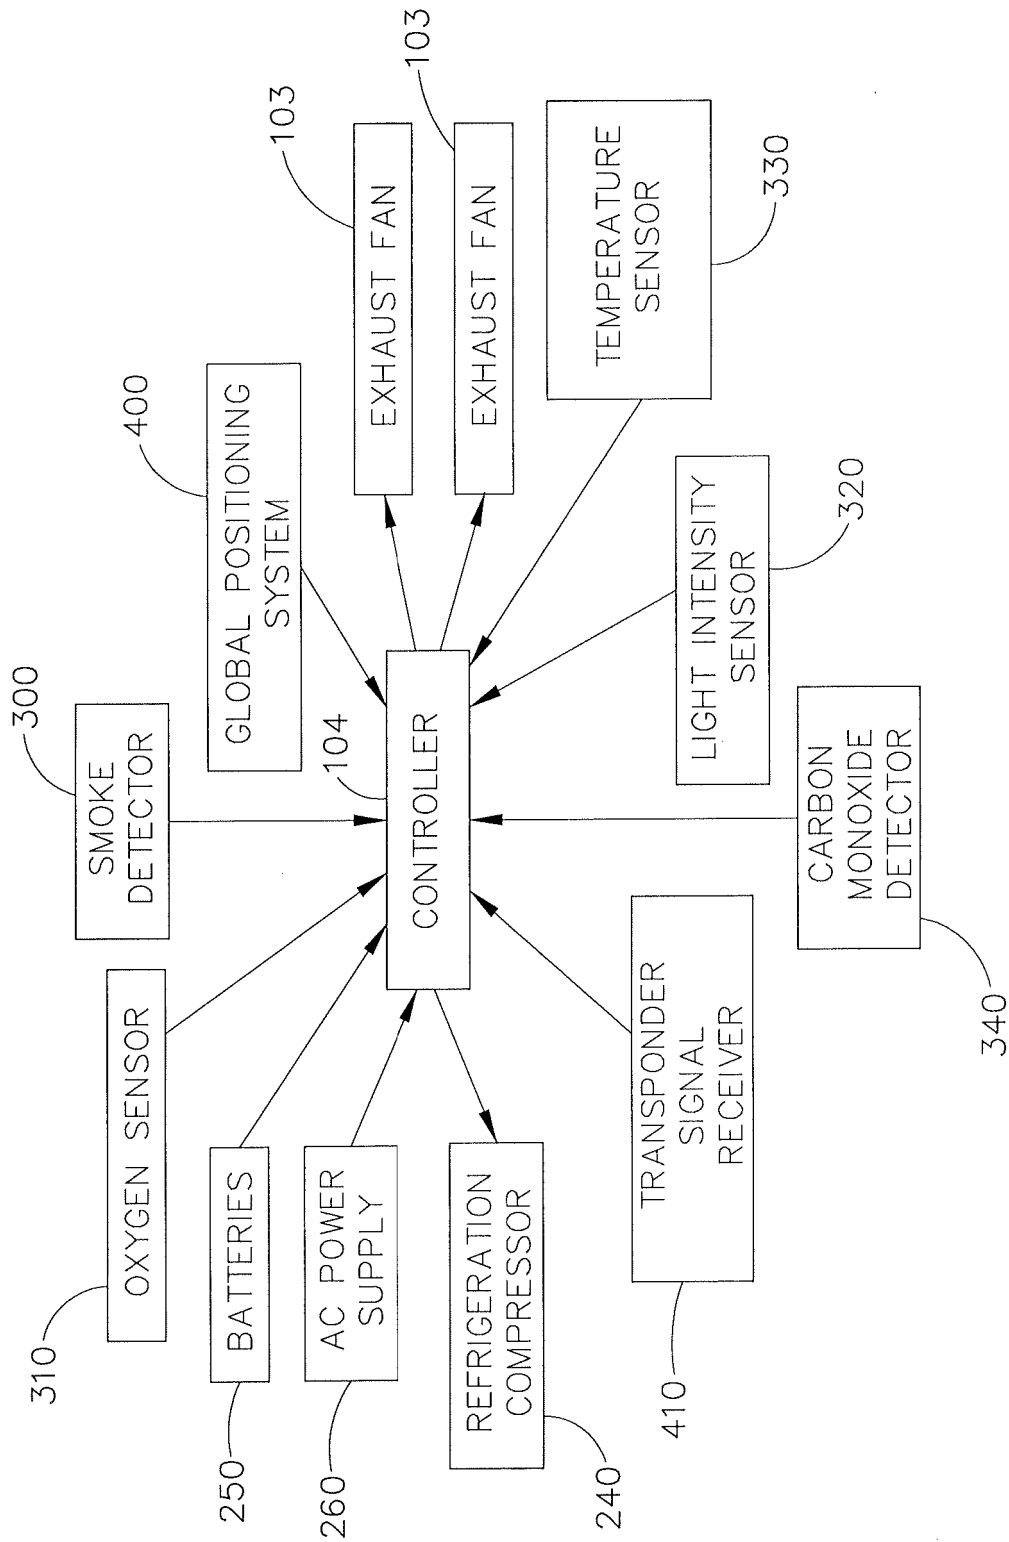 310
OXYGEN SENSOR
300
SMOKE
DETECTOR
400
GLOBAL POSITIONING
SYSTEM
103
EXHAUST FAN
103
EXHAUST FAN
250
BATTERIES
260
AC POWER
SUPPLY
104
CONTROLLER
240
REFRIGERATION
COMPRESSOR
TEMPERATURE
SENSOR
330
410
TRANSPONDER
SIGNAL
RECEIVER
LIGHT INTENSITY
SENSOR
320
CARBON
MONOXIDE
DETECTOR
340